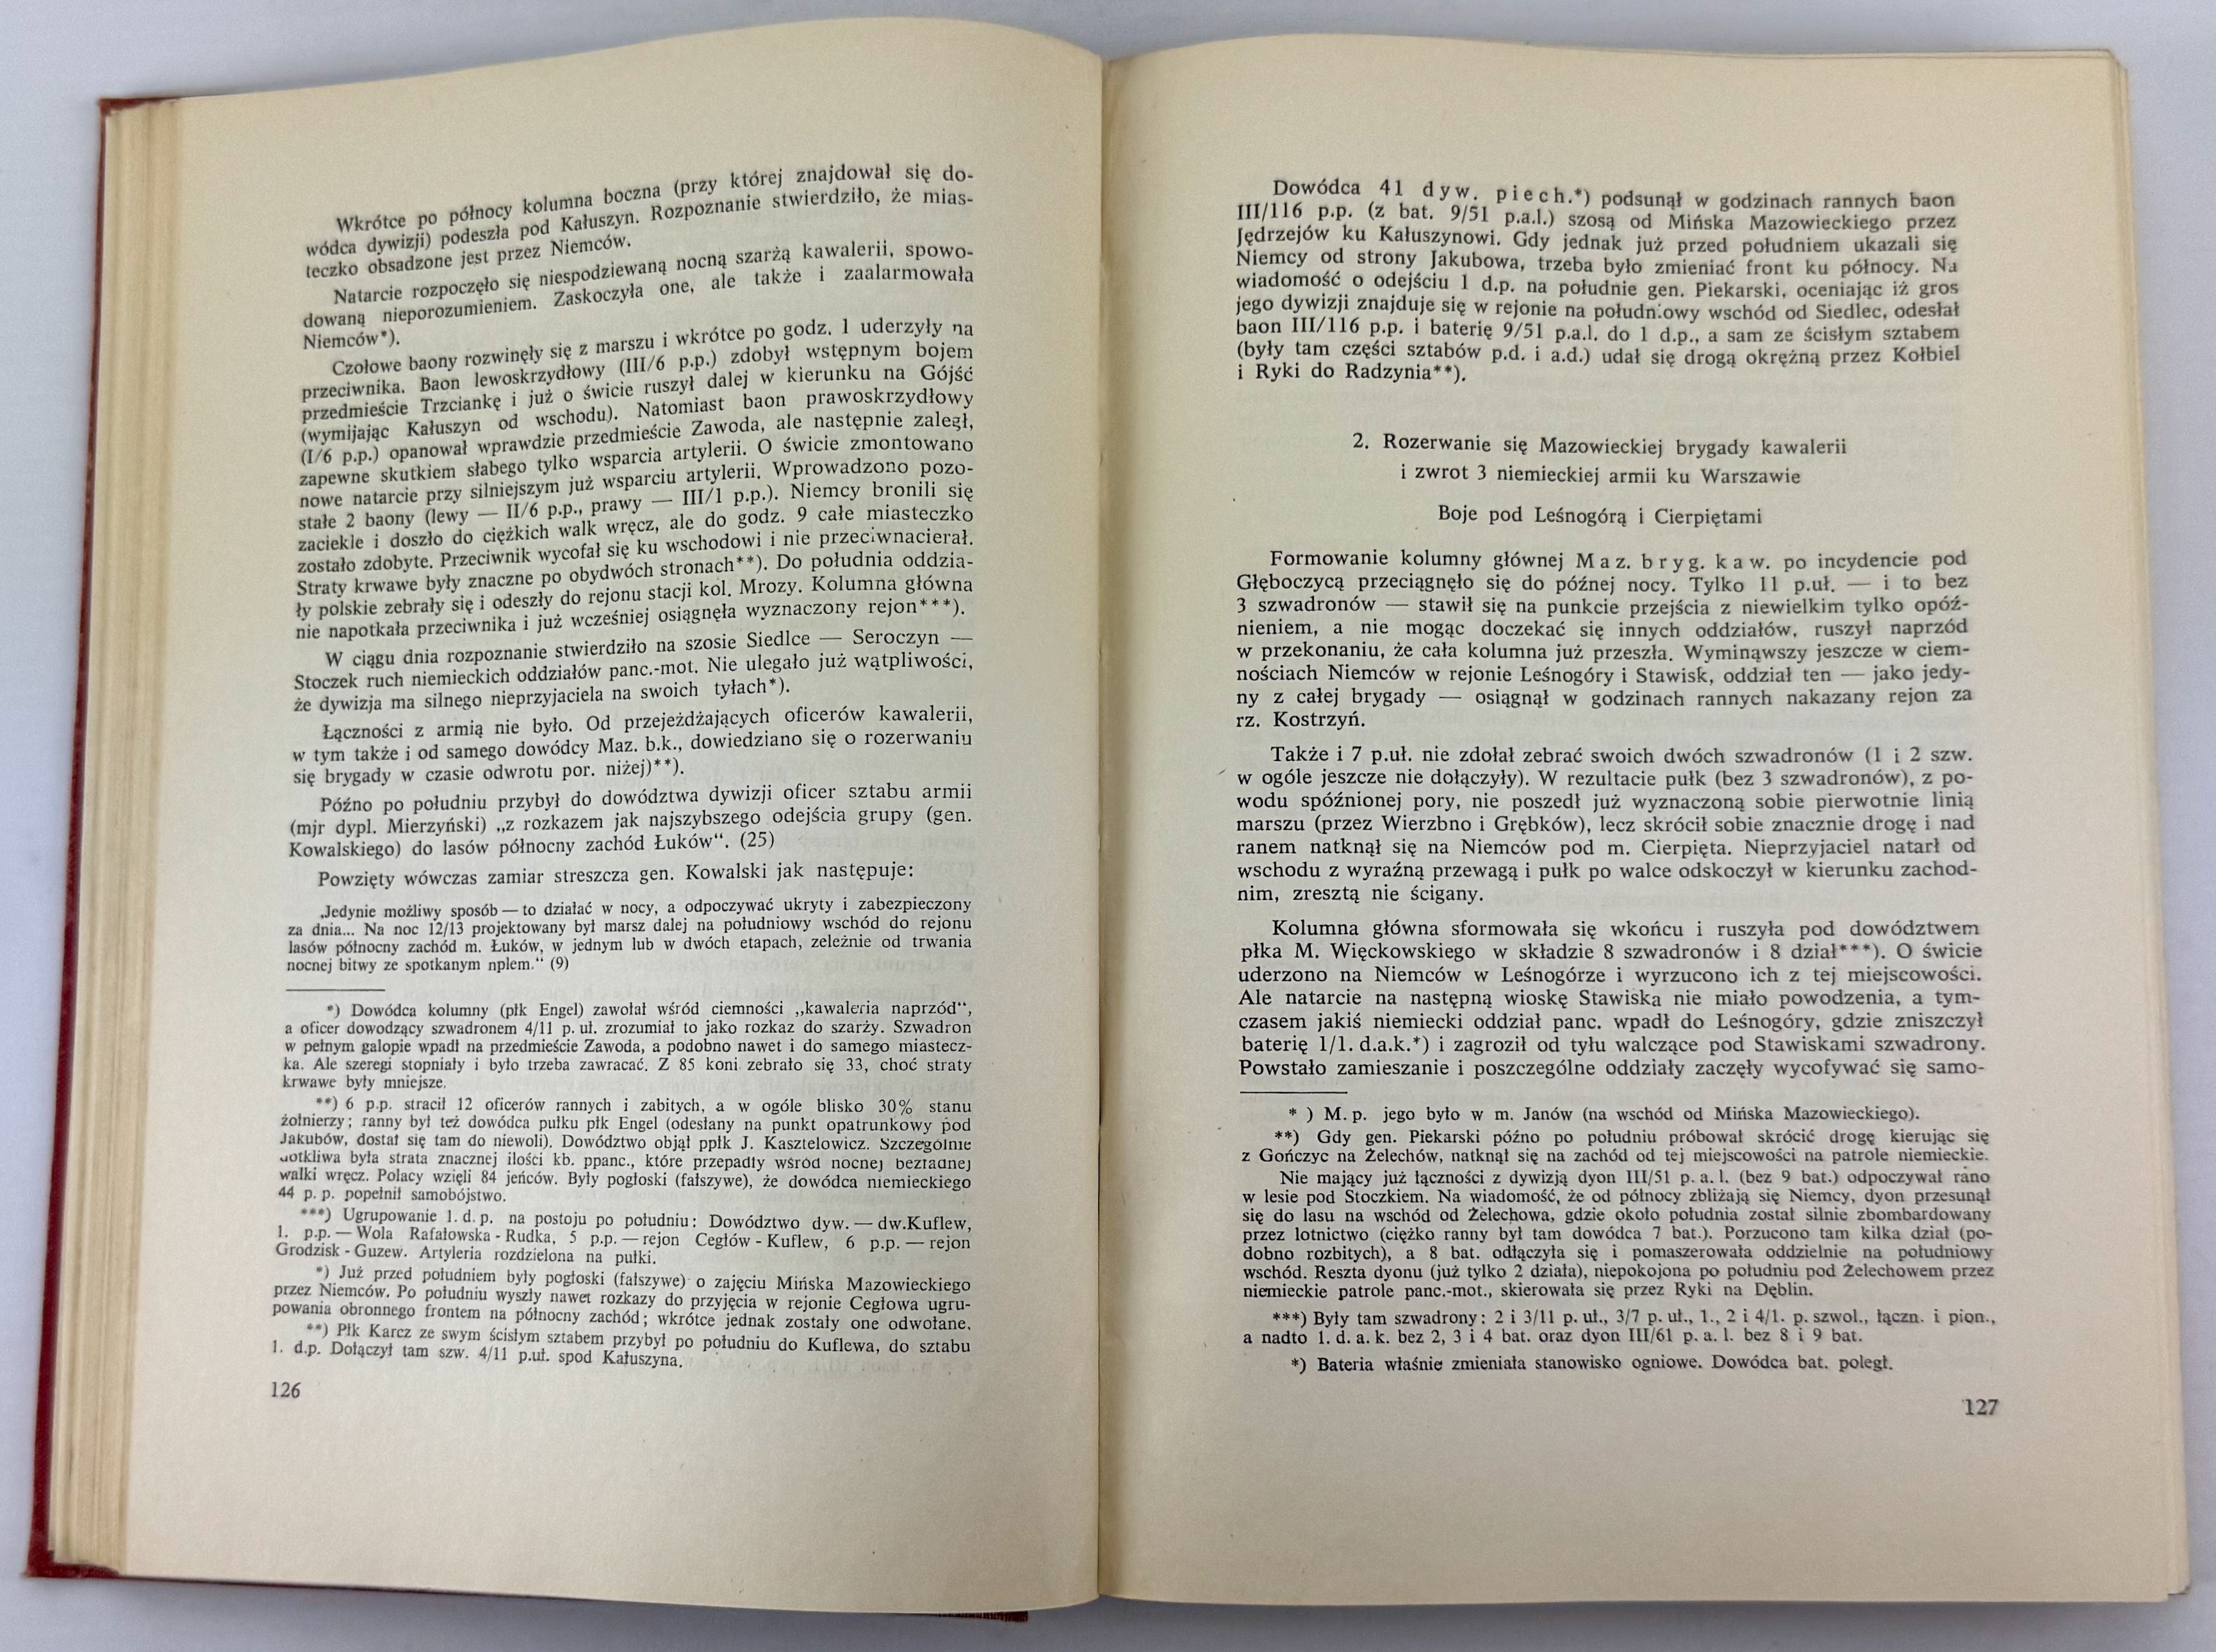 Wkrótce po północy kolumna boczna (przy której znajdował się do-
wódca dywizji) podeszła pod Kałuszyn. Rozpoznanie stwierdziło, że mias-
teczko obsadzone jest przez Niemców.
Natarcie rozpoczęło się niespodziewaną nocną szarżą kawalerii, spowo-
dowaną nieporozumieniem. Zaskoczyła one, ale także i zaalarmowała
Niemców*).
Czołowe baony rozwinęły się z marszu i wkrótce po godz. 1 uderzyły na
przeciwnika. Baon lewoskrzydłowy (III/6 p.p.) zdobył wstępnym bojem
przedmieście Trzciankę i już o świcie ruszył dalej w kierunku na Gójść
(wymijając Kałuszyn od wschodu). Natomiast baon prawoskrzydłowy
(I/6 p.p.) opanował wprawdzie przedmieście Zawoda, ale następnie zaległ,
zapewne skutkiem słabego tylko wsparcia artylerii. O świcie zmontowano
nowe natarcie przy silniejszym już wsparciu artylerii. Wprowadzono pozo-
stałe 2 baony (lewy — II/6 p.p., prawy — III/1 p.p.). Niemcy bronili się
zaciekle i doszło do ciężkich walk wręcz, ale do godz. 9 całe miasteczko
zostało zdobyte. Przeciwnik wycofał się ku wschodowi i nie przeciwnacierał.
Straty krwawe były znaczne po obydwóch stronach**). Do południa oddzia-
ły polskie zebrały się i odeszły do rejonu stacji kol. Mrozy. Kolumna główna
nie napotkała przeciwnika i już wcześniej osiągnęła wyznaczony rejon***).
W ciągu dnia rozpoznanie stwierdziło na szosie Siedlce — Seroczyn —
Stoczek ruch niemieckich oddziałów panc.-mot. Nie ulegało już wątpliwości,
że dywizja ma silnego nieprzyjaciela na swoich tyłach*).
Łączności z armią nie było. Od przejeżdżających oficerów kawalerii,
w tym także i od samego dowódcy Maz. b.k., dowiedziano się o rozerwaniu
się brygady w czasie odwrotu por. niżej)**).
Późno po południu przybył do dowództwa dywizji oficer sztabu armii
(mjr dypl. Mierzyński) „z rozkazem jak najszybszego odejścia grupy (gen.
Kowalskiego) do lasów północny zachód Łuków“. (25)
Powzięty wówczas zamiar streszcza gen. Kowalski jak następuje:
„Jedynie możliwy sposób — to działać w nocy, a odpoczywać ukryty i zabezpieczony
za dnia... Na noc 12/13 projektowany był marsz dalej na południowy wschód do rejonu
lasów północny zachód m. Łuków, w jednym lub w dwóch etapach, zeleżnie od trwania
nocnej bitwy ze spotkanym nplem.“ (9)
*) Dowódca kolumny (płk Engel) zawołał wśród ciemności „kawaleria naprzód“,
a oficer dowodzący szwadronem 4/11 p. uł. zrozumiał to jako rozkaz do szarży. Szwadron
w pełnym galopie wpadł na przedmieście Zawoda, a podobno nawet i do samego miastecz-
ka. Ale szeregi stopniały i było trzeba zawracać. Z 85 koni zebrało się 33, choć straty
krwawe były mniejsze.
**) 6 p.p. stracił 12 oficerów rannych i zabitych, a w ogóle blisko 30% stanu
żołnierzy; ranny był też dowódca pułku płk Engel (odesłany na punkt opatrunkowy pod
Jakubów, dostał się tam do niewoli). Dowództwo objął ppłk J. Kasztelowicz. Szczególnie
dotkliwa była strata znacznej ilości kb. ppanc., które przepadły wśród nocnej bezładnej
walki wręcz. Polacy wzięli 84 jeńców. Były pogłoski (fałszywe), że dowódca niemieckiego
44 p. p. popełnił samobójstwo.
***) Ugrupowanie 1. d. p. na postoju po południu: Dowództwo dyw. — dw.Kuflew,
1. p.p. — Wola Rafałowska - Rudka, 5 p.p. — rejon Cegłów - Kuflew, 6 p.p. — rejon
Grodzisk - Guzew. Artyleria rozdzielona na pułki.
*) Już przed południem były pogłoski (fałszywe) o zajęciu Mińska Mazowieckiego
przez Niemców. Po południu wyszły nawet rozkazy do przyjęcia w rejonie Cegłowa ugru-
powania obronnego frontem na północny zachód; wkrótce jednak zostały one odwołane.
**) Płk Karcz ze swym ścisłym sztabem przybył po południu do Kuflewa, do sztabu
1. d.p. Dołączył tam szw. 4/11 p.uł. spod Kałuszyna.
126
Dowódca 41 dyw. piech.*) podsunął w godzinach rannych baon
III/116 p.p. (z bat. 9/51 p.a.l.) szosą od Mińska Mazowieckiego przez
Jędrzejów ku Kałuszynowi. Gdy jednak już przed południem ukazali się
Niemcy od strony Jakubowa, trzeba było zmieniać front ku północy. Na
wiadomość o odejściu 1 d.p. na południe gen. Piekarski, oceniając iż gros
jego dywizji znajduje się w rejonie na południowy wschód od Siedlec, odesłał
baon III/116 p.p. i baterię 9/51 p.a.l. do 1 d.p., a sam ze ścisłym sztabem
(były tam części sztabów p.d. i a.d.) udał się drogą okrężną przez Kołbiel
i Ryki do Radzynia**).
2. Rozerwanie się Mazowieckiej brygady kawalerii
i zwrot 3 niemieckiej armii ku Warszawie
Boje pod Leśnogórą i Cierpiętami
Formowanie kolumny głównej Maz. bryg. kaw. po incydencie pod
Głęboczycą przeciągnęło się do późnej nocy. Tylko 11 p.uł. — i to bez
3 szwadronów — stawił się na punkcie przejścia z niewielkim tylko opóź-
nieniem, a nie mogąc doczekać się innych oddziałów, ruszył naprzód
w przekonaniu, że cała kolumna już przeszła. Wyminąwszy jeszcze w ciem-
nościach Niemców w rejonie Leśnogóry i Stawisk, oddział ten — jako jedy-
ny z całej brygady — osiągnął w godzinach rannych nakazany rejon za
rz. Kostrzyń.
Także i 7 p.uł. nie zdołał zebrać swoich dwóch szwadronów (1 i 2 szw.
w ogóle jeszcze nie dołączyły). W rezultacie pułk (bez 3 szwadronów), z po-
wodu spóźnionej pory, nie poszedł już wyznaczoną sobie pierwotnie linią
marszu (przez Wierzbno i Grębków), lecz skrócił sobie znacznie drogę i nad
ranem natknął się na Niemców pod m. Cierpięta. Nieprzyjaciel natarł od
wschodu z wyraźną przewagą i pułk po walce odskoczył w kierunku zachod-
nim, zresztą nie ścigany.
Kolumna główna sformowała się wkońcu i ruszyła pod dowództwem
płka M. Więckowskiego w składzie 8 szwadronów i 8 dział***). O świcie
uderzono na Niemców w Leśnogórze i wyrzucono ich z tej miejscowości.
Ale natarcie na następną wioskę Stawiska nie miało powodzenia, a tym-
czasem jakiś niemiecki oddział panc. wpadł do Leśnogóry, gdzie zniszczył
baterię 1/1. d.a.k.*) i zagroził od tyłu walczące pod Stawiskami szwadrony.
Powstało zamieszanie i poszczególne oddziały zaczęły wycofywać się samo-
* ) M. p. jego było w m. Janów (na wschód od Mińska Mazowieckiego).
**) Gdy gen. Piekarski późno po południu próbował skrócić drogę kierując się
z Gończyc na Żelechów, natknął się na zachód od tej miejscowości na patrole niemieckie.
Nie mający już łączności z dywizją dyon III/51 p. a. l. (bez 9 bat.) odpoczywał rano
w lesie pod Stoczkiem. Na wiadomość, że od północy zbliżają się Niemcy, dyon przesunął
się do lasu na wschód od Żelechowa, gdzie około południa został silnie zbombardowany
przez lotnictwo (ciężko ranny był tam dowódca 7 bat.). Porzucono tam kilka dział (po-
dobno rozbitych), a 8 bat. odłączyła się i pomaszerowała oddzielnie na południowy
wschód. Reszta dyonu (już tylko 2 działa), niepokojona po południu pod Żelechowem przez
niemieckie patrole panc.-mot., skierowała się przez Ryki na Dęblin.
***) Były tam szwadrony: 2 i 3/11 p. uł., 3/7 p. uł., 1., 2 i 4/1. p. szwol., łączn. i pion.,
a nadto 1. d. a. k. bez 2, 3 i 4 bat. oraz dyon III/61 p. a. l. bez 8 i 9 bat.
*) Bateria właśnie zmieniała stanowisko ogniowe. Dowódca bat. poległ.
127